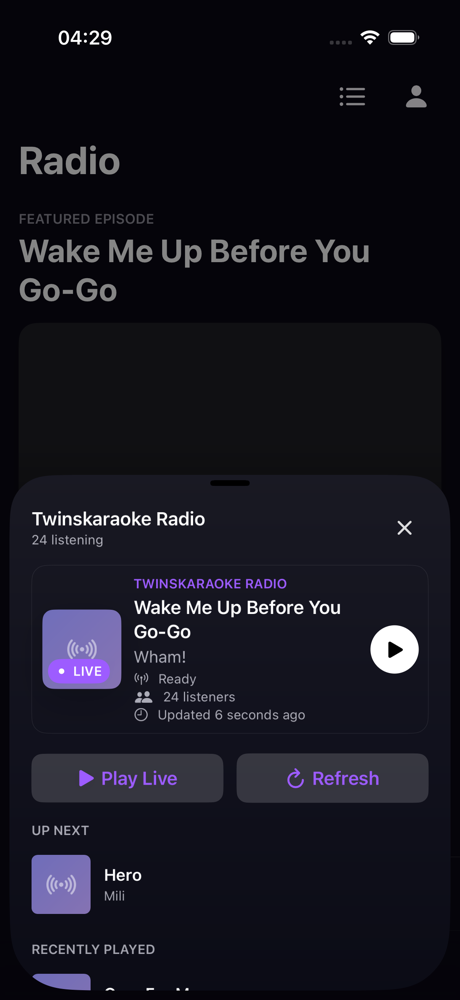 04:29
Radio
FEATURED EPISODE
Wake Me Up Before You
Go-Go
Twinskaraoke Radio
24 listening
TWINSKARAOKE RADIO
Wake Me Up Before You
Go-Go
Wham!
LIVE
Ready
24 listeners
Updated 6 seconds ago
Play Live
Refresh
UP NEXT
Hero
Mili
RECENTLY PLAYED